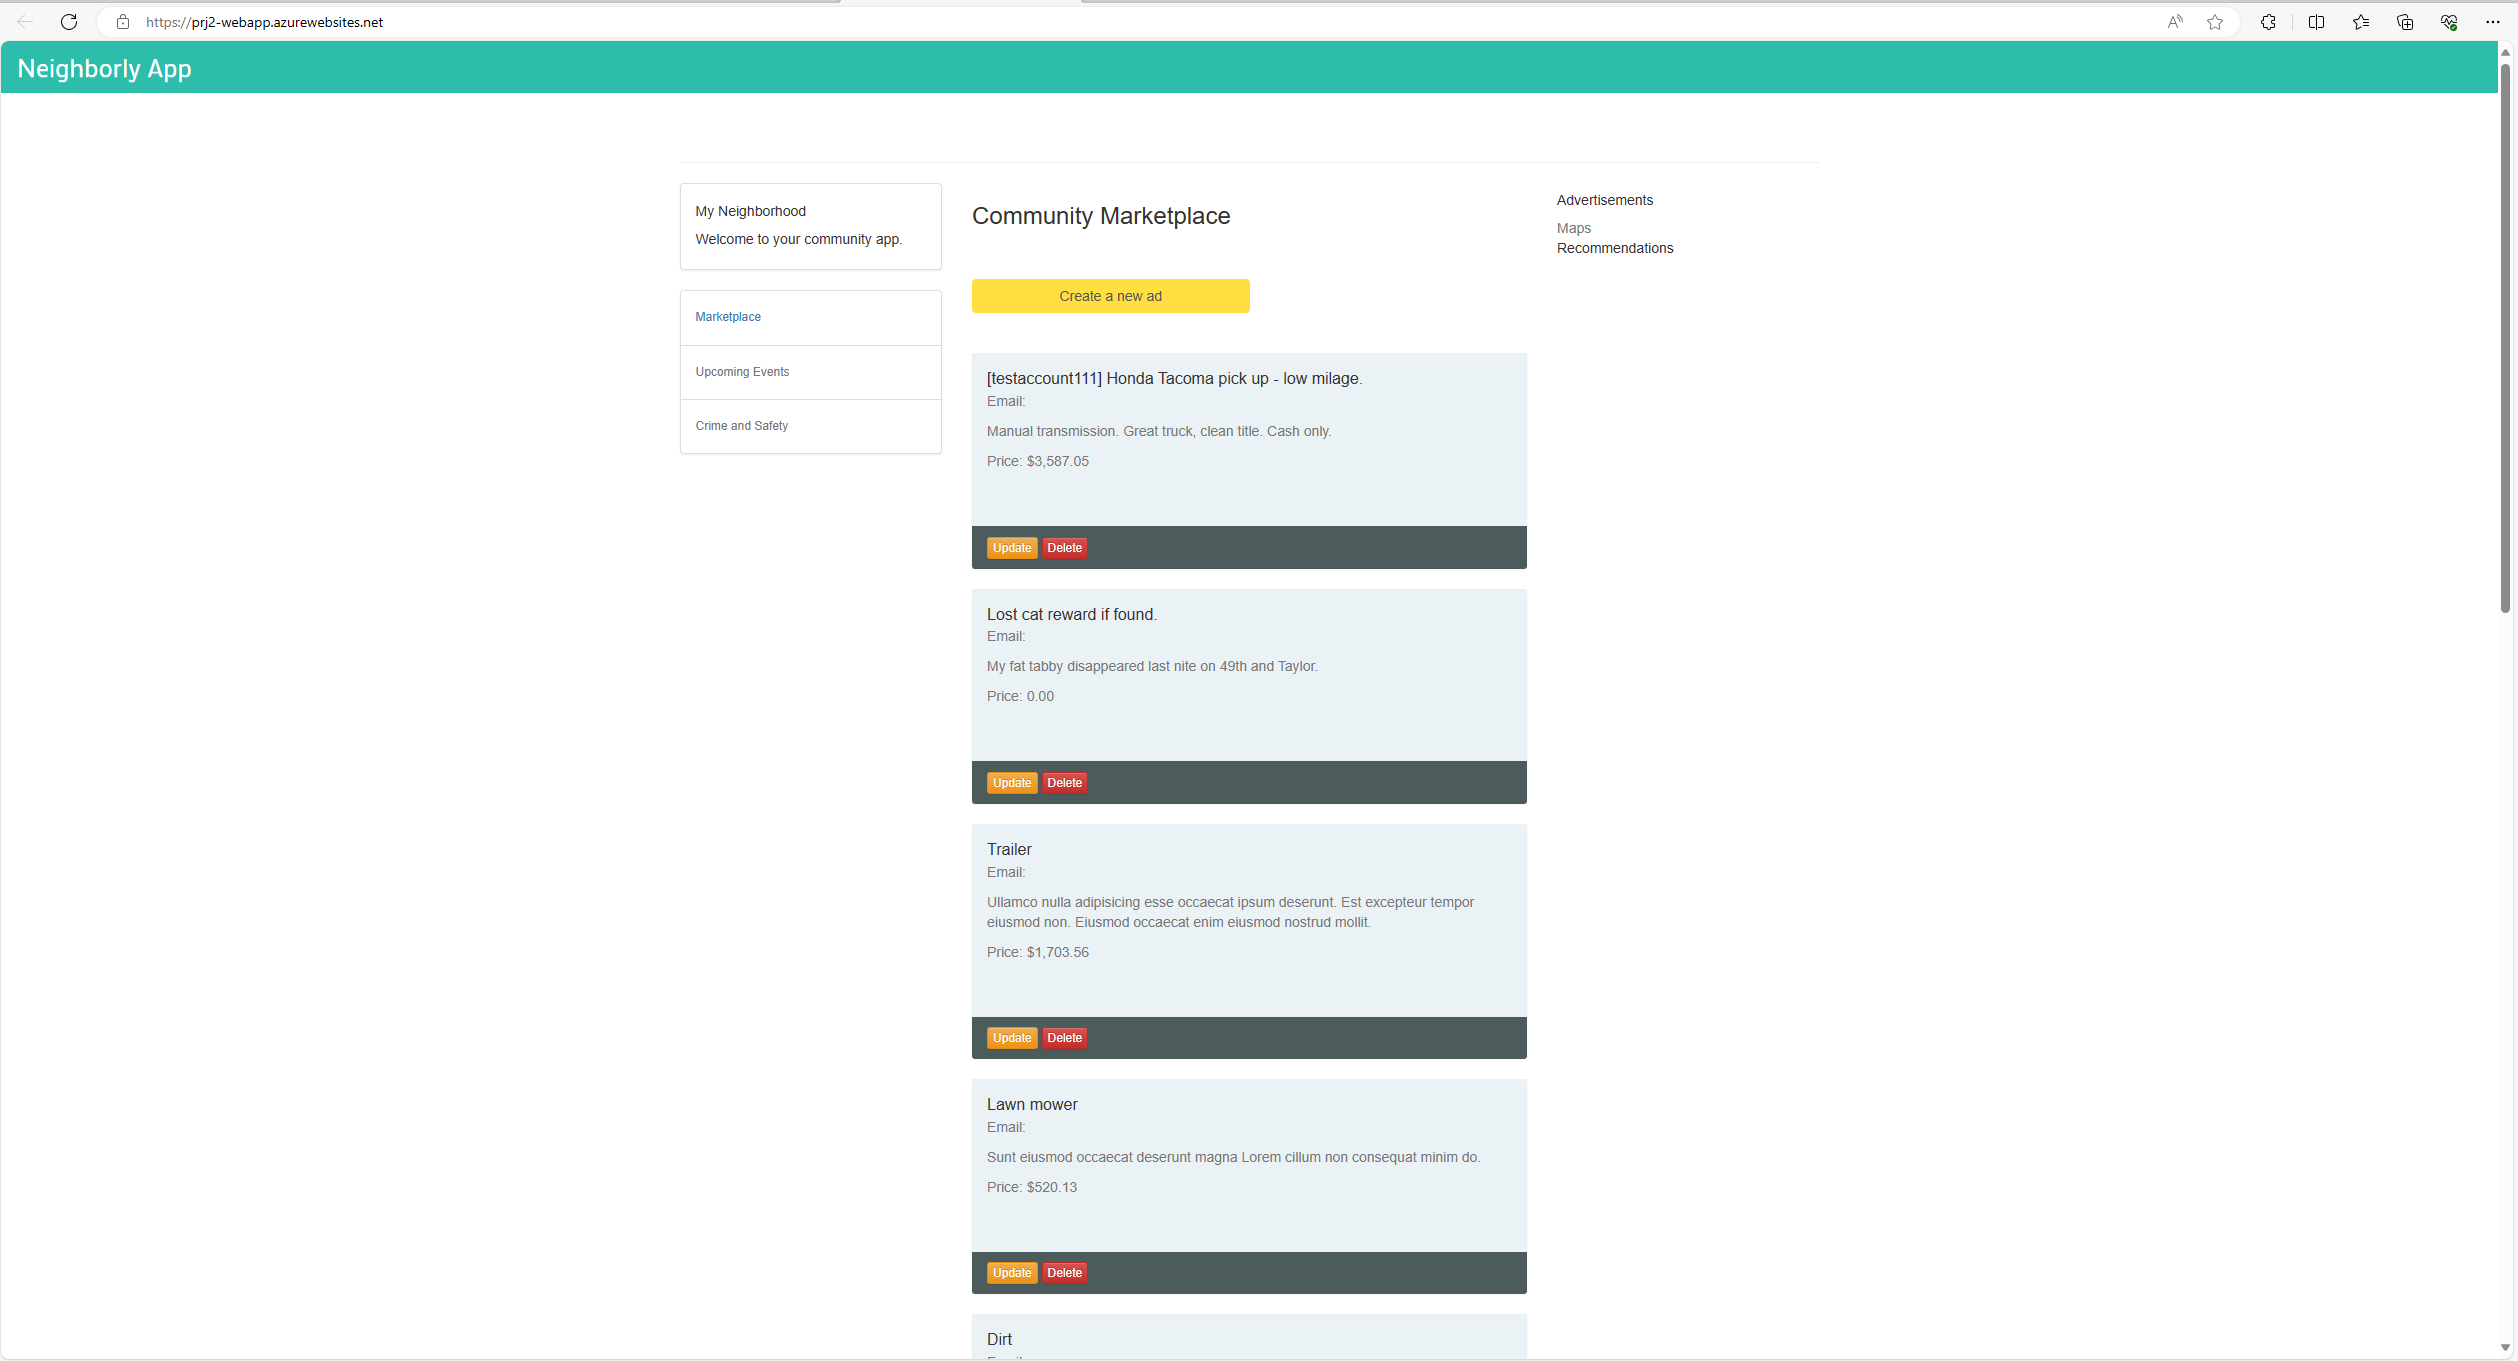 https://prj2-webapp.azurewebsites.net
Neighborly App
My Neighborhood
Welcome to your community app.
Marketplace
Upcoming Events
Crime and Safety
Community Marketplace
Create a new ad
[testaccount111] Honda Tacoma pick up - low milage.
Email:
Manual transmission. Great truck, clean title. Cash only.
Price: $3,587.05
Update Delete
Lost cat reward if found.
Email:
My fat tabby disappeared last nite on 49th and Taylor.
Price: 0.00
Update Delete
Trailer
Email:
Ullamco nulla adipisicing esse occaecat ipsum deserunt. Est excepteur tempor
eiusmod non. Eiusmod occaecat enim eiusmod nostrud mollit.
Price: $1,703.56
Update Delete
Lawn mower
Email:
Sunt eiusmod occaecat deserunt magna Lorem cillum non consequat minim do.
Price: $520.13
Update Delete
Dirt
Email:
Advertisements
Maps
Recommendations